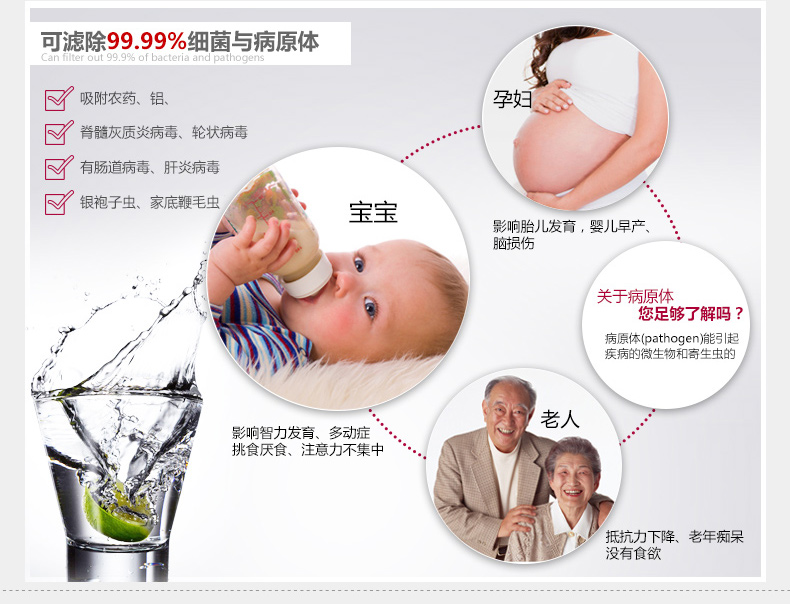 可滤除99.99%细菌与病原体
Can filter out 99.9% of bacteria and pathogens
吸附农药、铝、
脊髓灰质炎病毒、轮状病毒
有肠道病毒、肝炎病毒
银袍子虫、家底鞭毛虫
孕妇
影响胎儿发育，婴儿早产、
脑损伤
宝宝
影响智力发育、多动症
挑食厌食、注意力不集中
关于病原体
您足够了解吗？
病原体(pathogen)能引起
疾病的微生物和寄生虫的
老人
抵抗力下降、老年痴呆
没有食欲